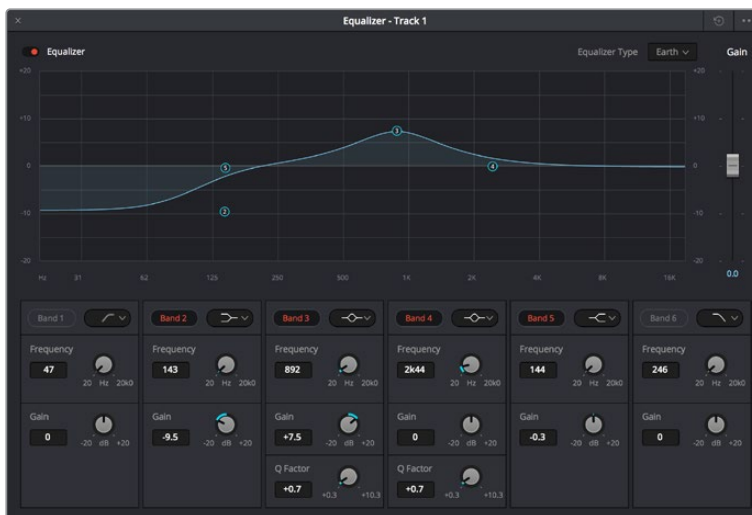 Equalizer - Track 1
Equalizer
Equalizer Type
Earth
Gain
+20
+20
+10
+10
3
0
5
4
0
-10
2
-10
-20
-20
Hz
31
62
125
250
500
1K
2K
4K
8K
16K
0.0
Band 1
Band 2
Band 3
Band 4
Band 5
Band 6
Frequency
Frequency
Frequency
Frequency
Frequency
Frequency
47
143
892
2k44
144
246
20 Hz 20k0
20 Hz 20k0
20 Hz 20k0
20 Hz 20k0
20 Hz 20k0
20 Hz 20k0
Gain
Gain
Gain
Gain
Gain
Gain
0
-9.5
+7.5
0
-0.3
0
-20 dB +20
-20 dB +20
-20 dB +20
-20 dB +20
-20 dB +20
-20 dB +20
Q Factor
Q Factor
+0.7
+0.7
+0.3 +10.3
+0.3 +10.3